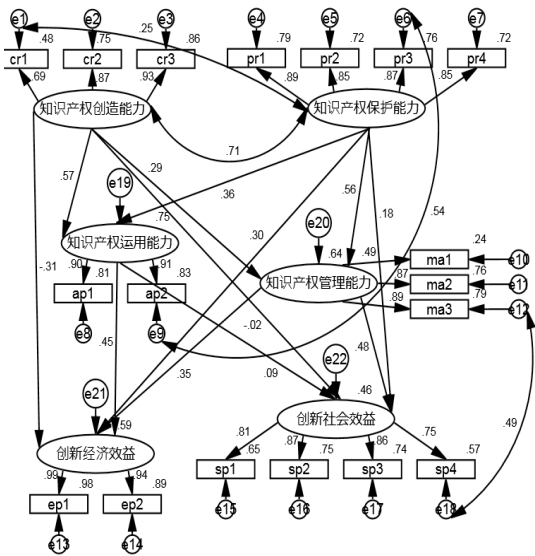 e1 e2 e3 .25 e4 e5 e6 e7
.48 .75 .86 .79 .72 .76 .72
cr1 cr2 cr3 pr1 pr2 pr3 pr4
.69 .87 .93 .89 .85 .87 .85
知识产权创造能力 知识产权保护能力
.71
.57 e19 .29 .75 .36 .56 .18 .54
e20 .30
知识产权运用能力 .64 .49 ma1 .24 e10
-.31 .90 .81 .91 .83 知识产权管理能力 .87 ma2 .76 e11
ap1 ap2 .89 ma3 .79 e12
e8 e9 -.02
.45 .35 .09 e22 .48
e21 .46 .49
.59 创新社会效益
创新经济效益 .81 .65 .87 .75 .86 .74 .75 .57
.99 .98 .94 .89 sp1 sp2 sp3 sp4
ep1 ep2 e15 e16 e17 e18
e13 e14